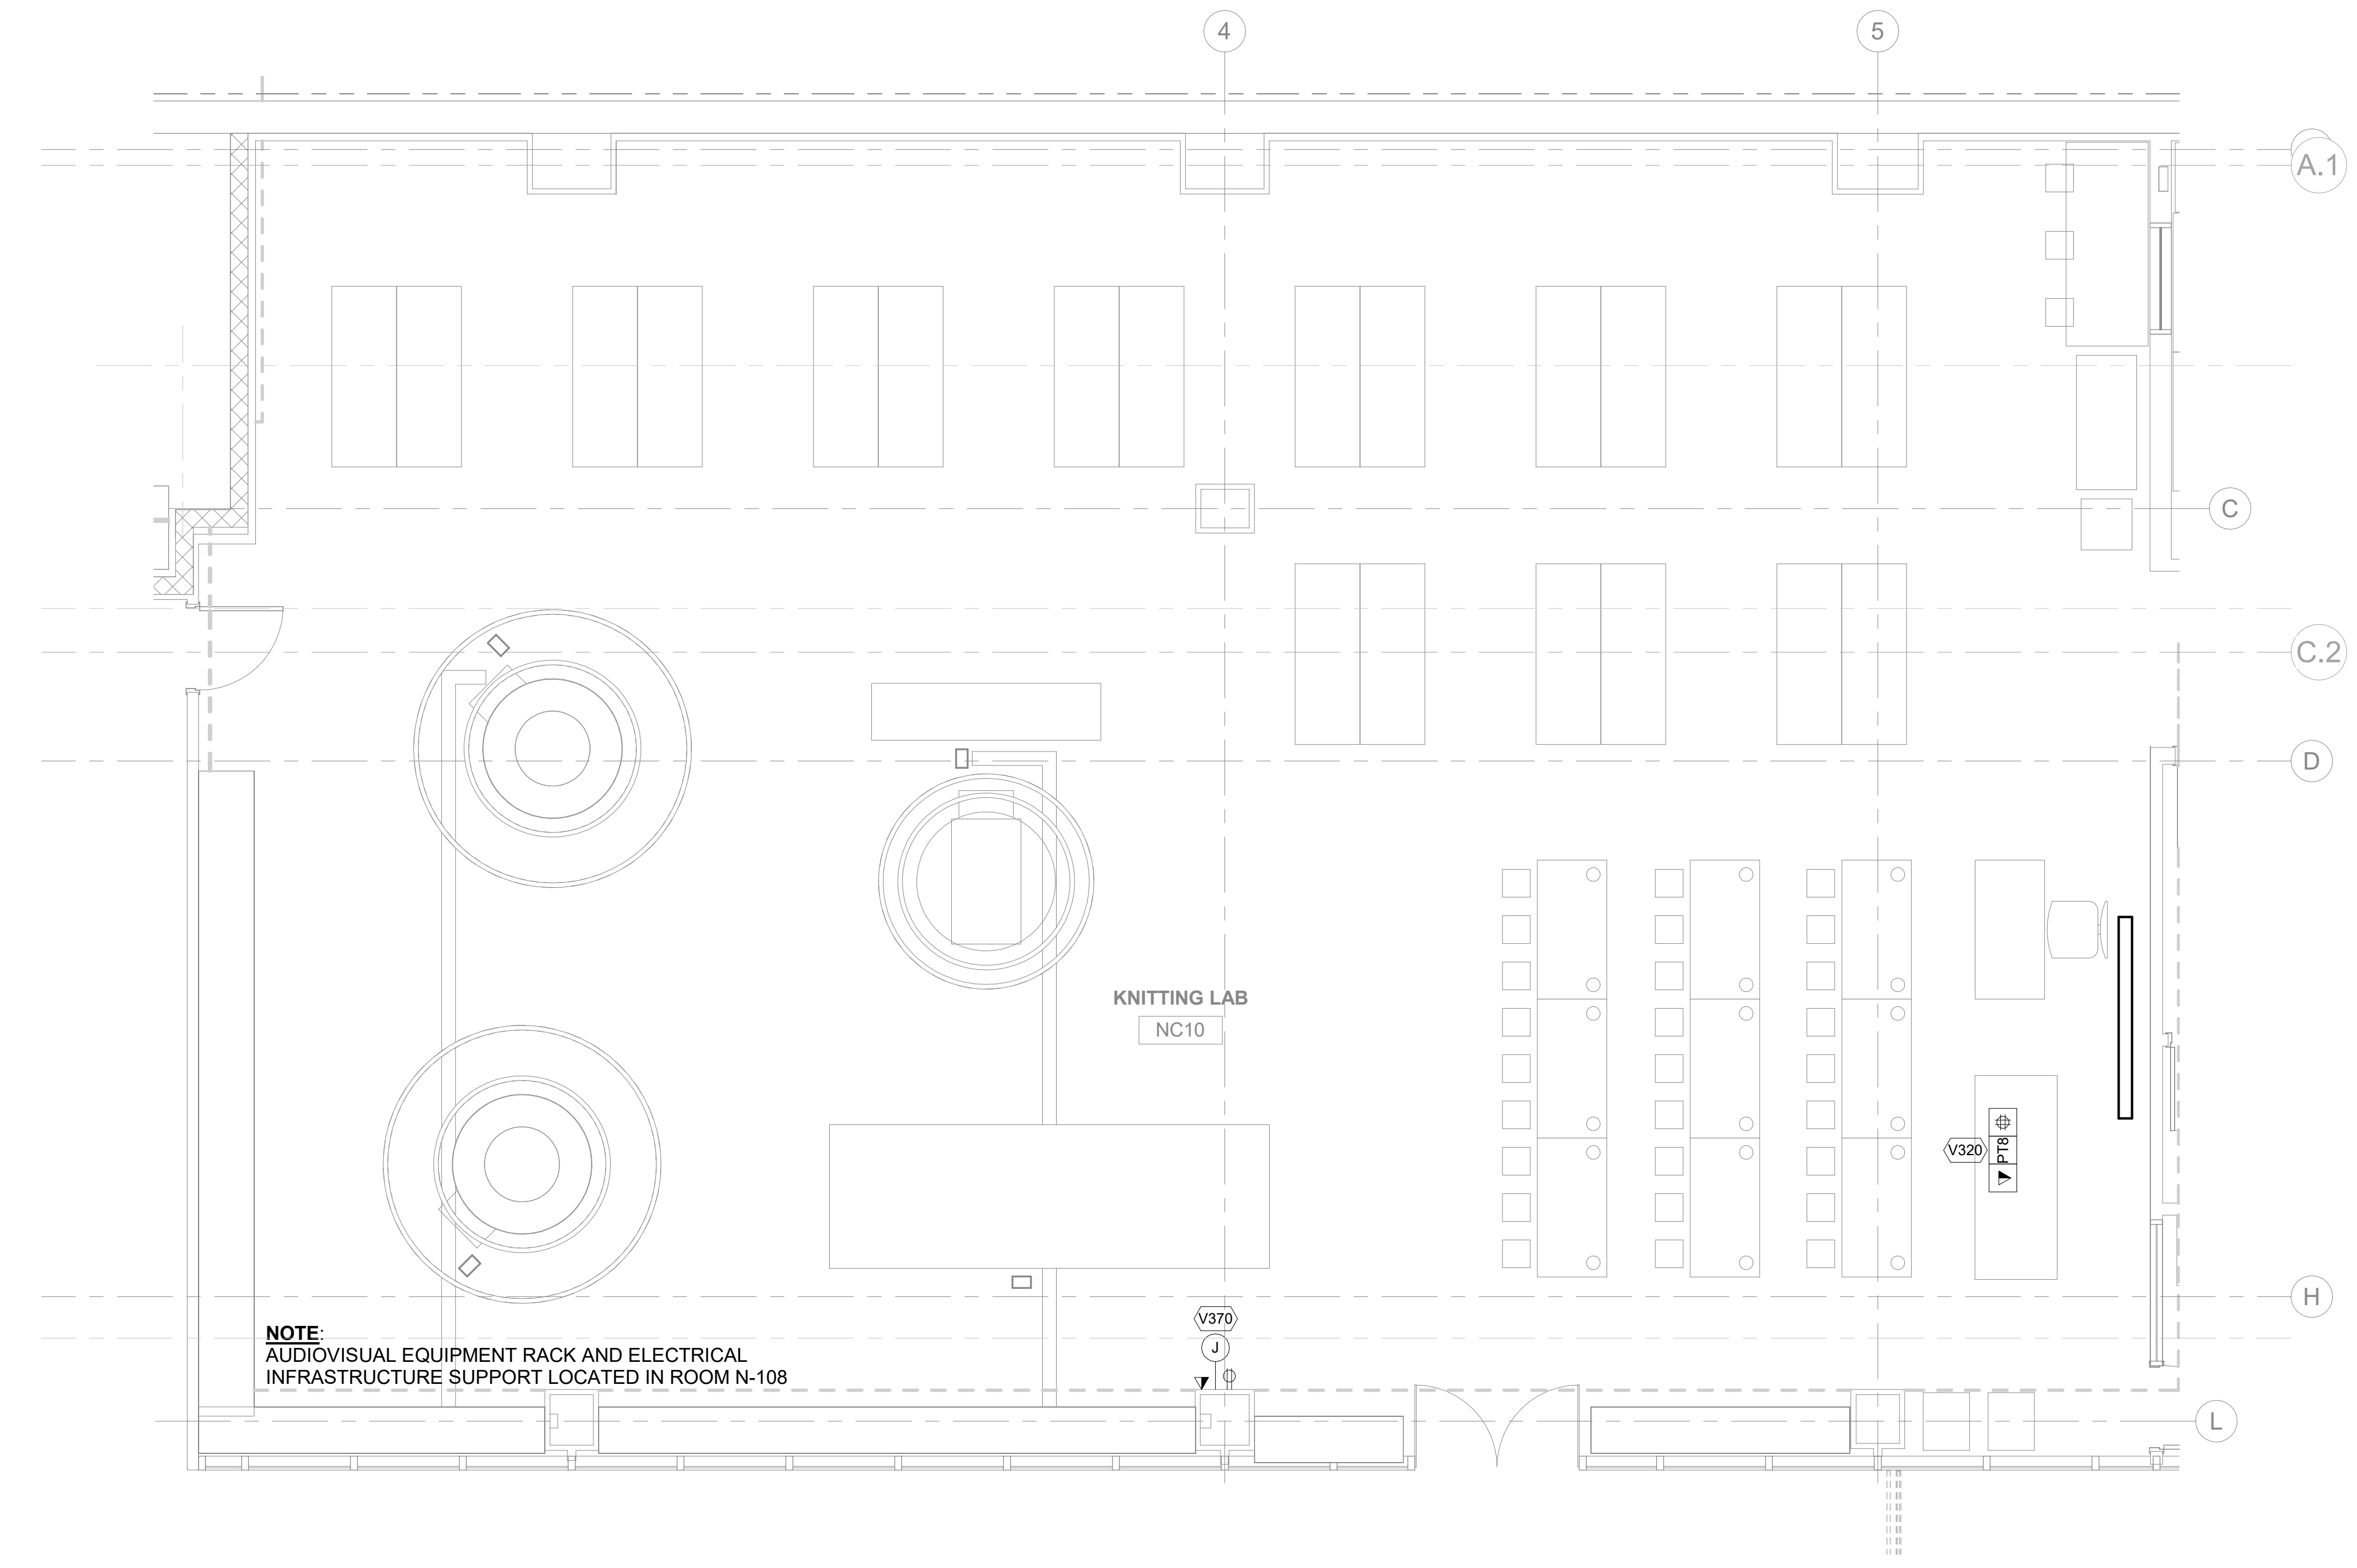 4
5
A.1
C
C.2
D
KNITTING LAB
NC10
V320
PT8
H
V370
J
NOTE:
AUDIOVISUAL EQUIPMENT RACK AND ELECTRICAL
INFRASTRUCTURE SUPPORT LOCATED IN ROOM N-108
L